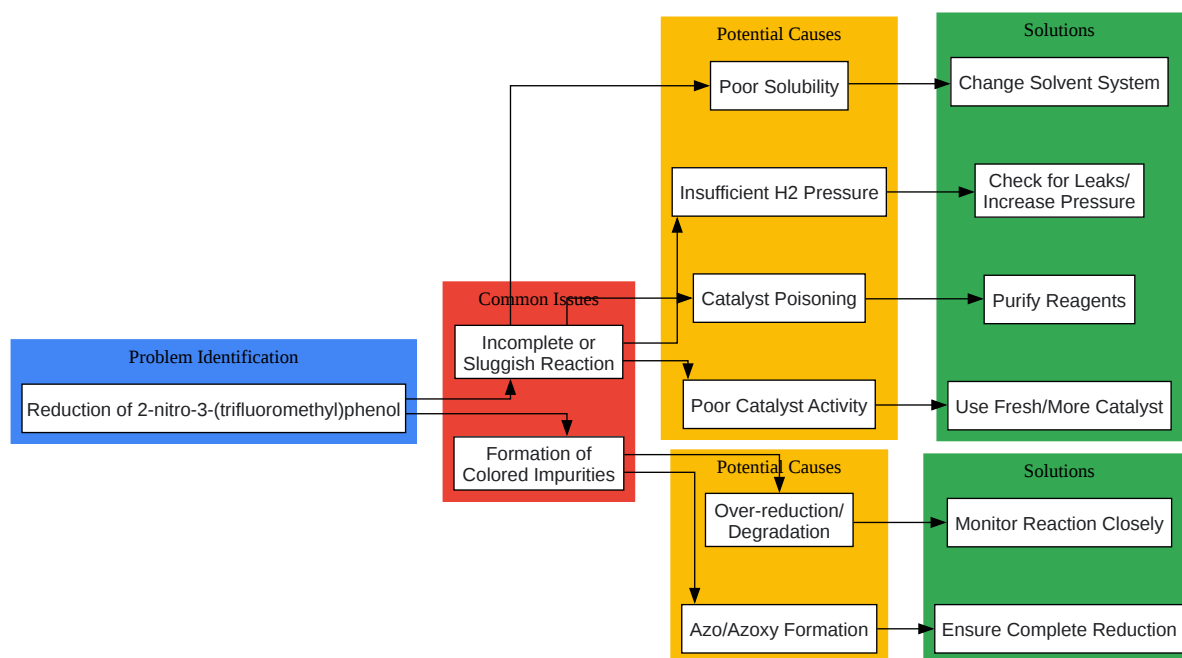 Problem Identification
Reduction of 2-nitro-3-(trifluoromethyl)phenol
Common Issues
Incomplete or
Sluggish Reaction
Formation of
Colored Impurities
Potential Causes
Poor Solubility
Insufficient H2 Pressure
Catalyst Poisoning
Poor Catalyst Activity
Solutions
Change Solvent System
Check for Leaks/
Increase Pressure
Purify Reagents
Use Fresh/More Catalyst
Potential Causes
Over-reduction/
Degradation
Azo/Azoxy Formation
Solutions
Monitor Reaction Closely
Ensure Complete Reduction